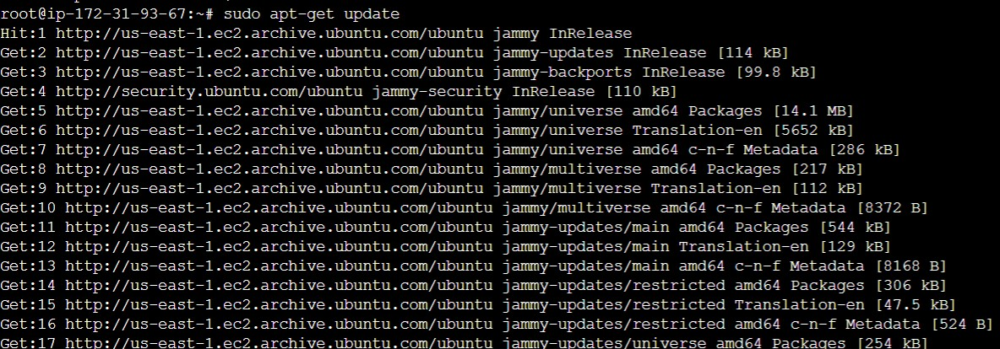 root@ip-172-31-93-67:~# sudo apt-get update
Hit:1 http://us-east-1.ec2.archive.ubuntu.com/ubuntu jammy InRelease
Get:2 http://us-east-1.ec2.archive.ubuntu.com/ubuntu jammy-updates InRelease [114 kB]
Get:3 http://us-east-1.ec2.archive.ubuntu.com/ubuntu jammy-backports InRelease [99.8 kB]
Get:4 http://security.ubuntu.com/ubuntu jammy-security InRelease [110 kB]
Get:5 http://us-east-1.ec2.archive.ubuntu.com/ubuntu jammy/universe amd64 Packages [14.1 MB]
Get:6 http://us-east-1.ec2.archive.ubuntu.com/ubuntu jammy/universe Translation-en [5652 kB]
Get:7 http://us-east-1.ec2.archive.ubuntu.com/ubuntu jammy/universe amd64 c-n-f Metadata [286 kB]
Get:8 http://us-east-1.ec2.archive.ubuntu.com/ubuntu jammy/multiverse amd64 Packages [217 kB]
Get:9 http://us-east-1.ec2.archive.ubuntu.com/ubuntu jammy/multiverse Translation-en [112 kB]
Get:10 http://us-east-1.ec2.archive.ubuntu.com/ubuntu jammy/multiverse amd64 c-n-f Metadata [8372 B]
Get:11 http://us-east-1.ec2.archive.ubuntu.com/ubuntu jammy-updates/main amd64 Packages [544 kB]
Get:12 http://us-east-1.ec2.archive.ubuntu.com/ubuntu jammy-updates/main Translation-en [129 kB]
Get:13 http://us-east-1.ec2.archive.ubuntu.com/ubuntu jammy-updates/main amd64 c-n-f Metadata [8168 B]
Get:14 http://us-east-1.ec2.archive.ubuntu.com/ubuntu jammy-updates/restricted amd64 Packages [306 kB]
Get:15 http://us-east-1.ec2.archive.ubuntu.com/ubuntu jammy-updates/restricted Translation-en [47.5 kB]
Get:16 http://us-east-1.ec2.archive.ubuntu.com/ubuntu jammy-updates/restricted amd64 c-n-f Metadata [524 B]
Get:17 http://us-east-1.ec2.archive.ubuntu.com/ubuntu jammy-updates/universe amd64 Packages [254 kB]